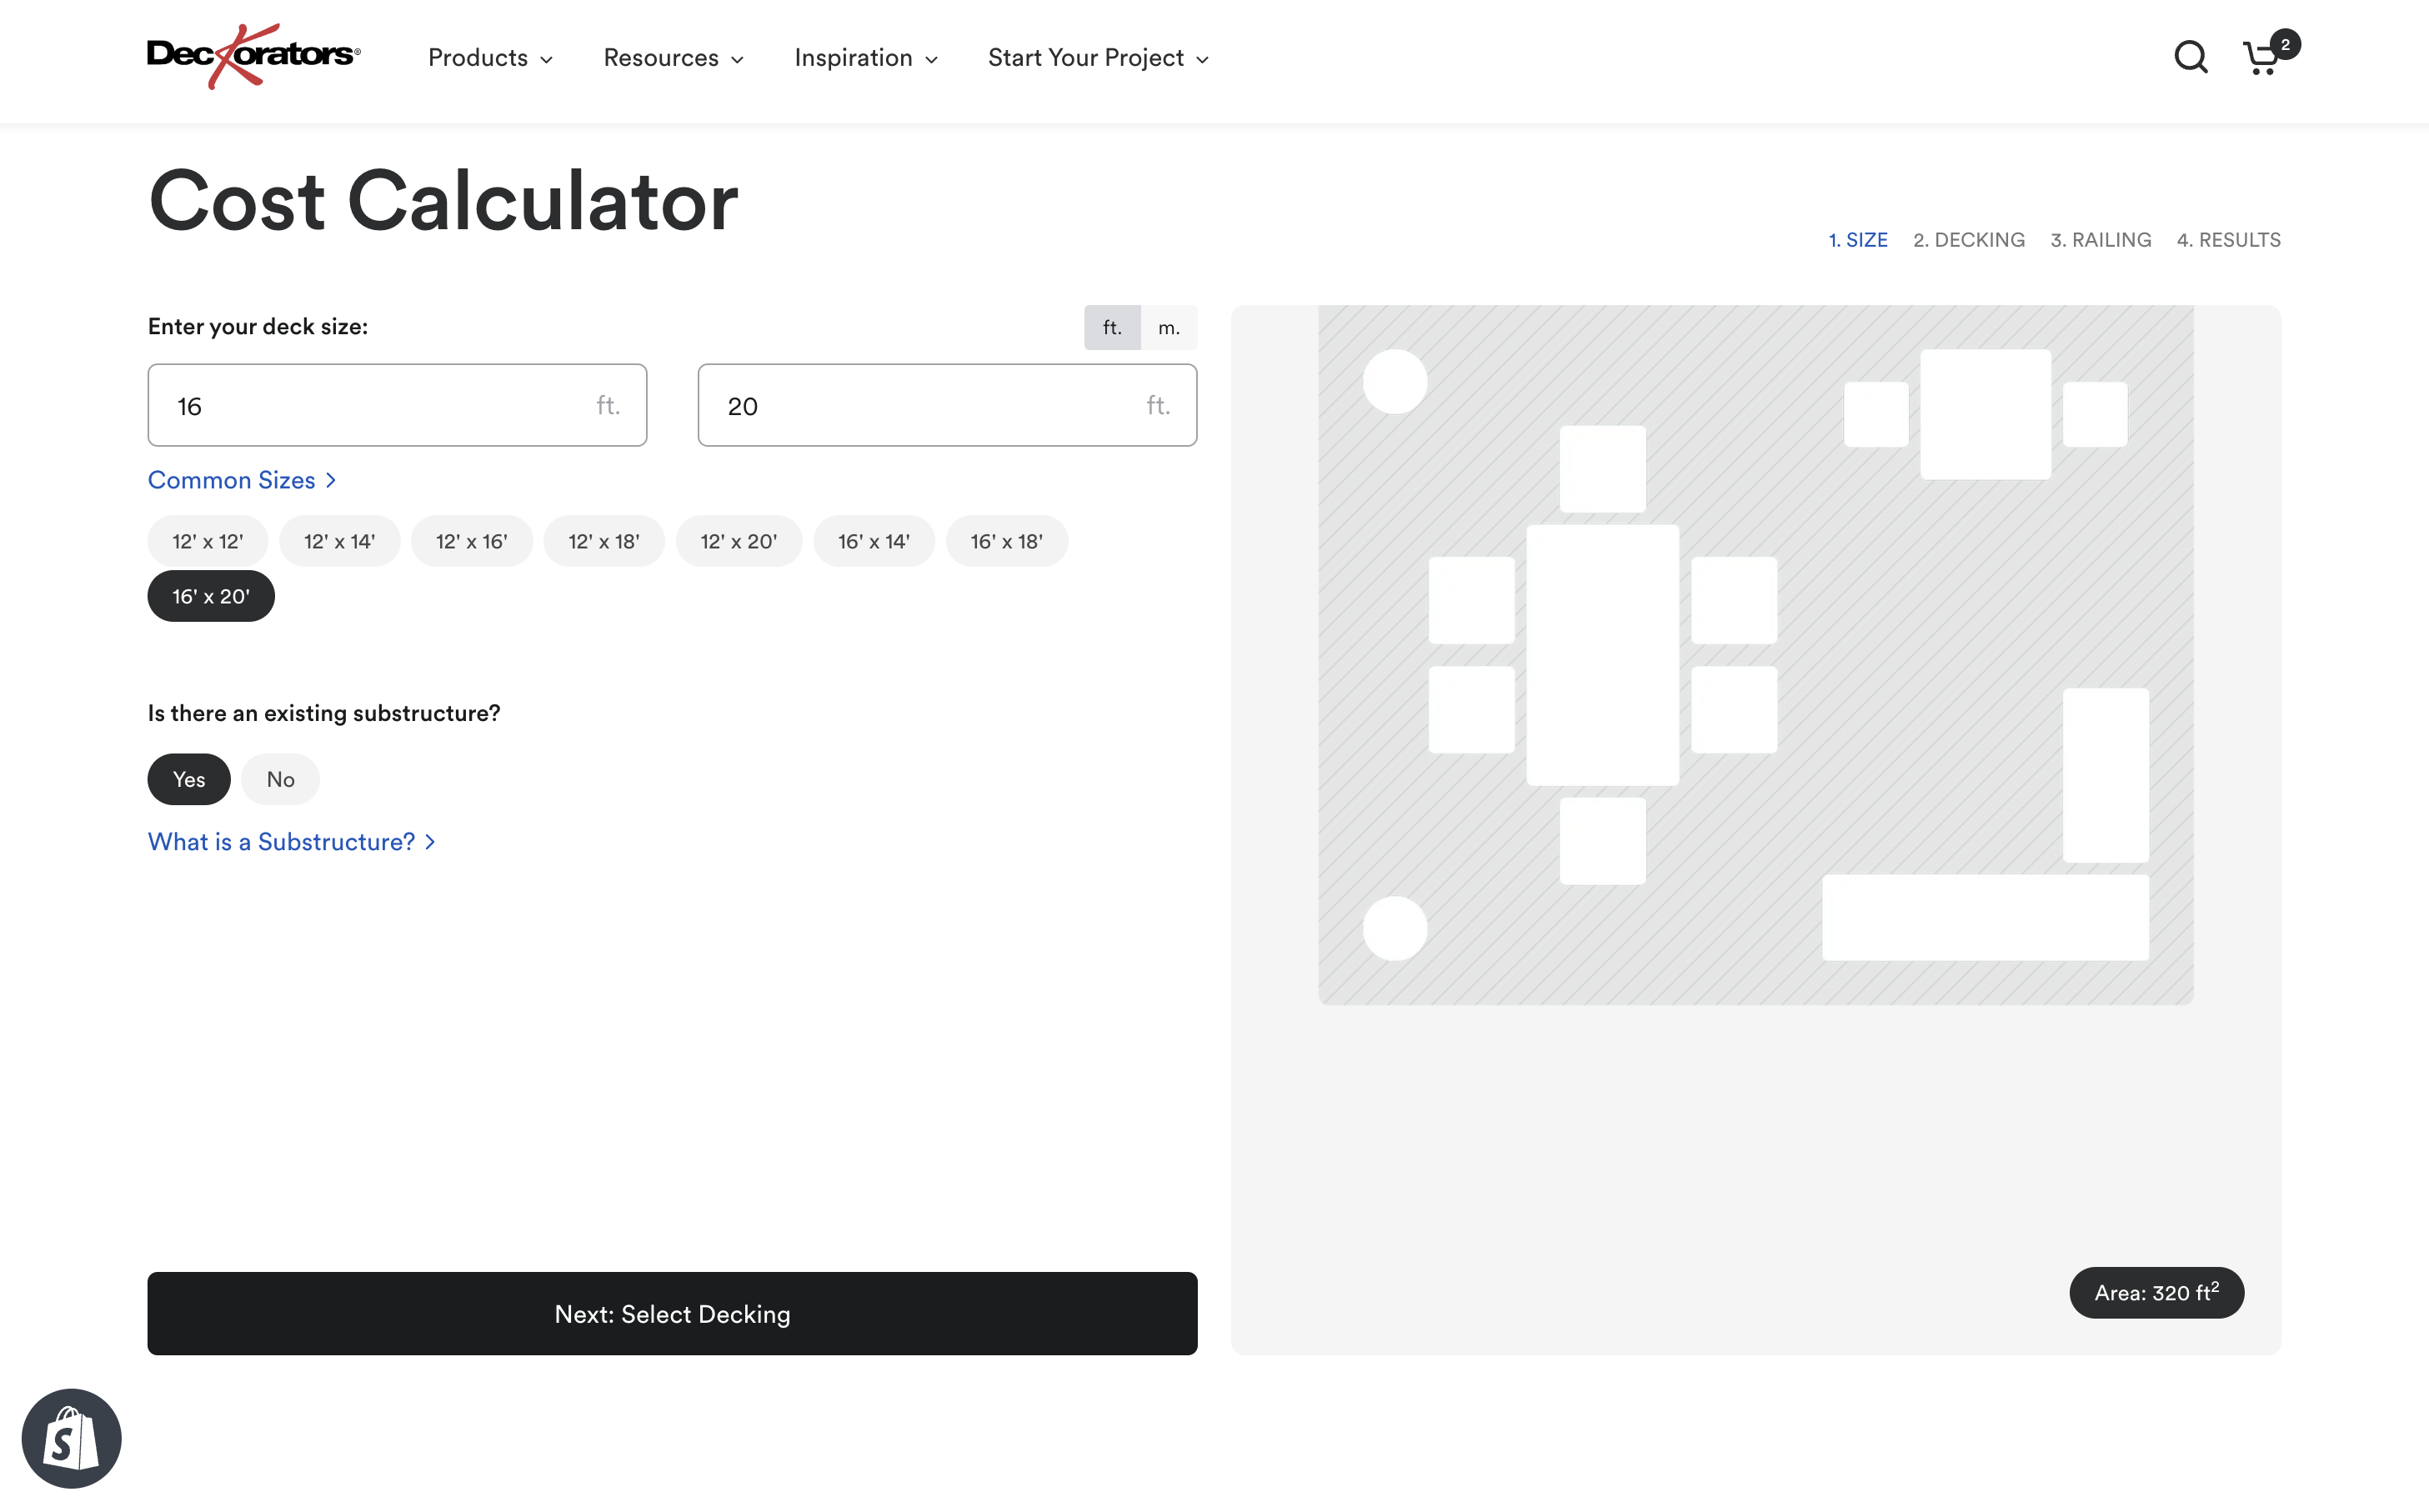 Deckorators®
Products
Resources
Inspiration
Start Your Project
2
Cost Calculator
1. SIZE
2. DECKING
3. RAILING
4. RESULTS
Enter your deck size:
ft.
m.
16 ft.
20 ft.
Common Sizes
12' x 12'
12' x 14'
12' x 16'
12' x 18'
12' x 20'
16' x 14'
16' x 18'
16' x 20'
Is there an existing substructure?
Yes
No
What is a Substructure?
Next: Select Decking
Area: 320 ft²
S